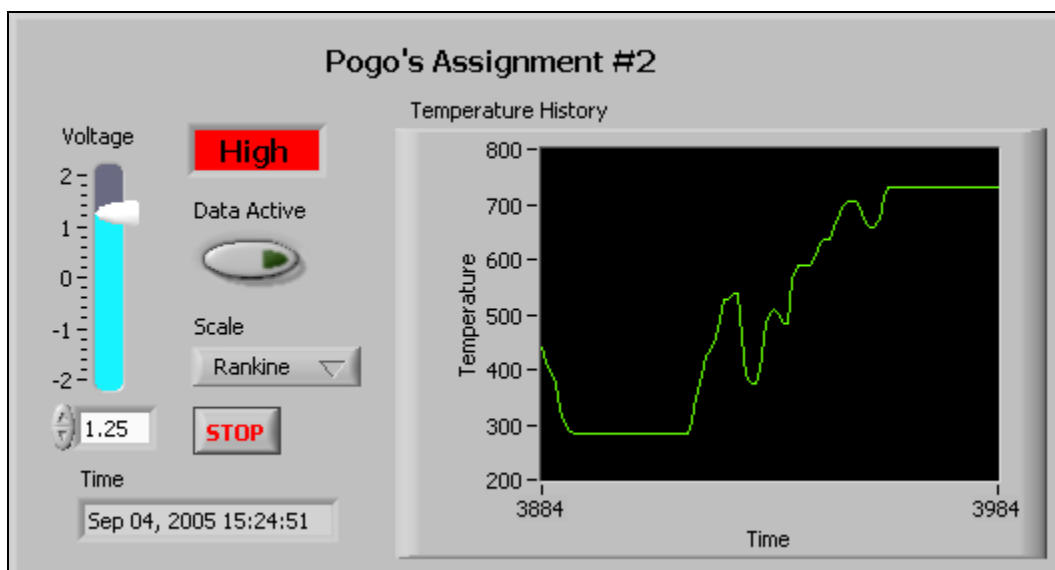 Pogo's Assignment #2
Voltage
2
1
0
-1
-2
1.25
High
Data Active
Scale
Rankine
STOP
Time
Sep 04, 2005 15:24:51
Temperature History
Temperature
800
700
600
500
400
300
200
3884
3984
Time